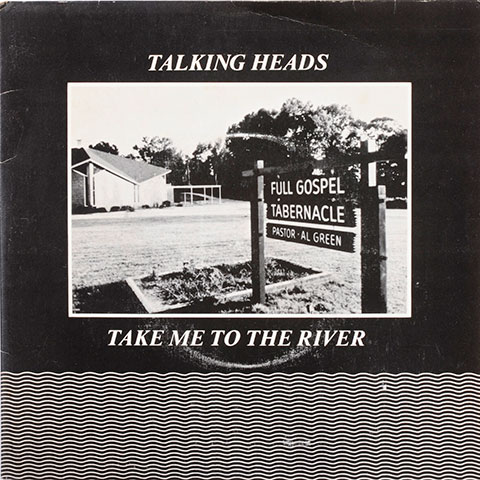 TALKING HEADS
FULL GOSPEL
TABERNACLE
PASTOR · AL GREEN
TAKE ME TO THE RIVER